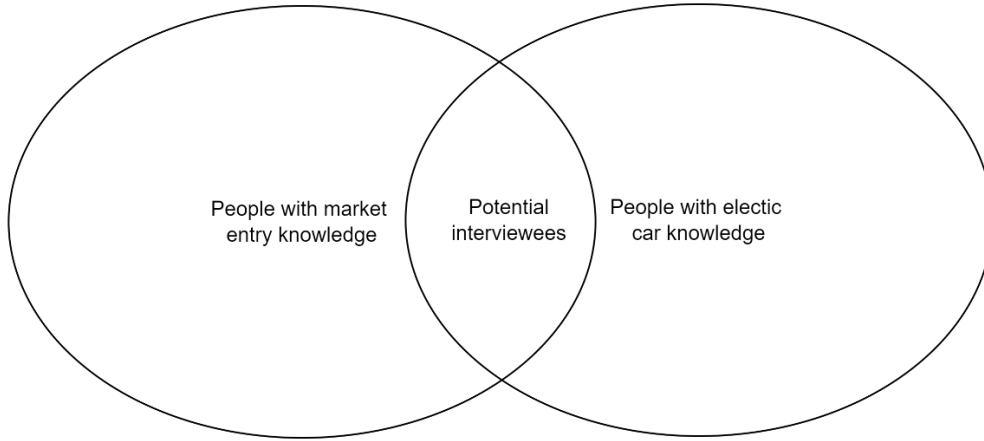 People with market
entry knowledge
Potential
interviewees
People with electic
car knowledge